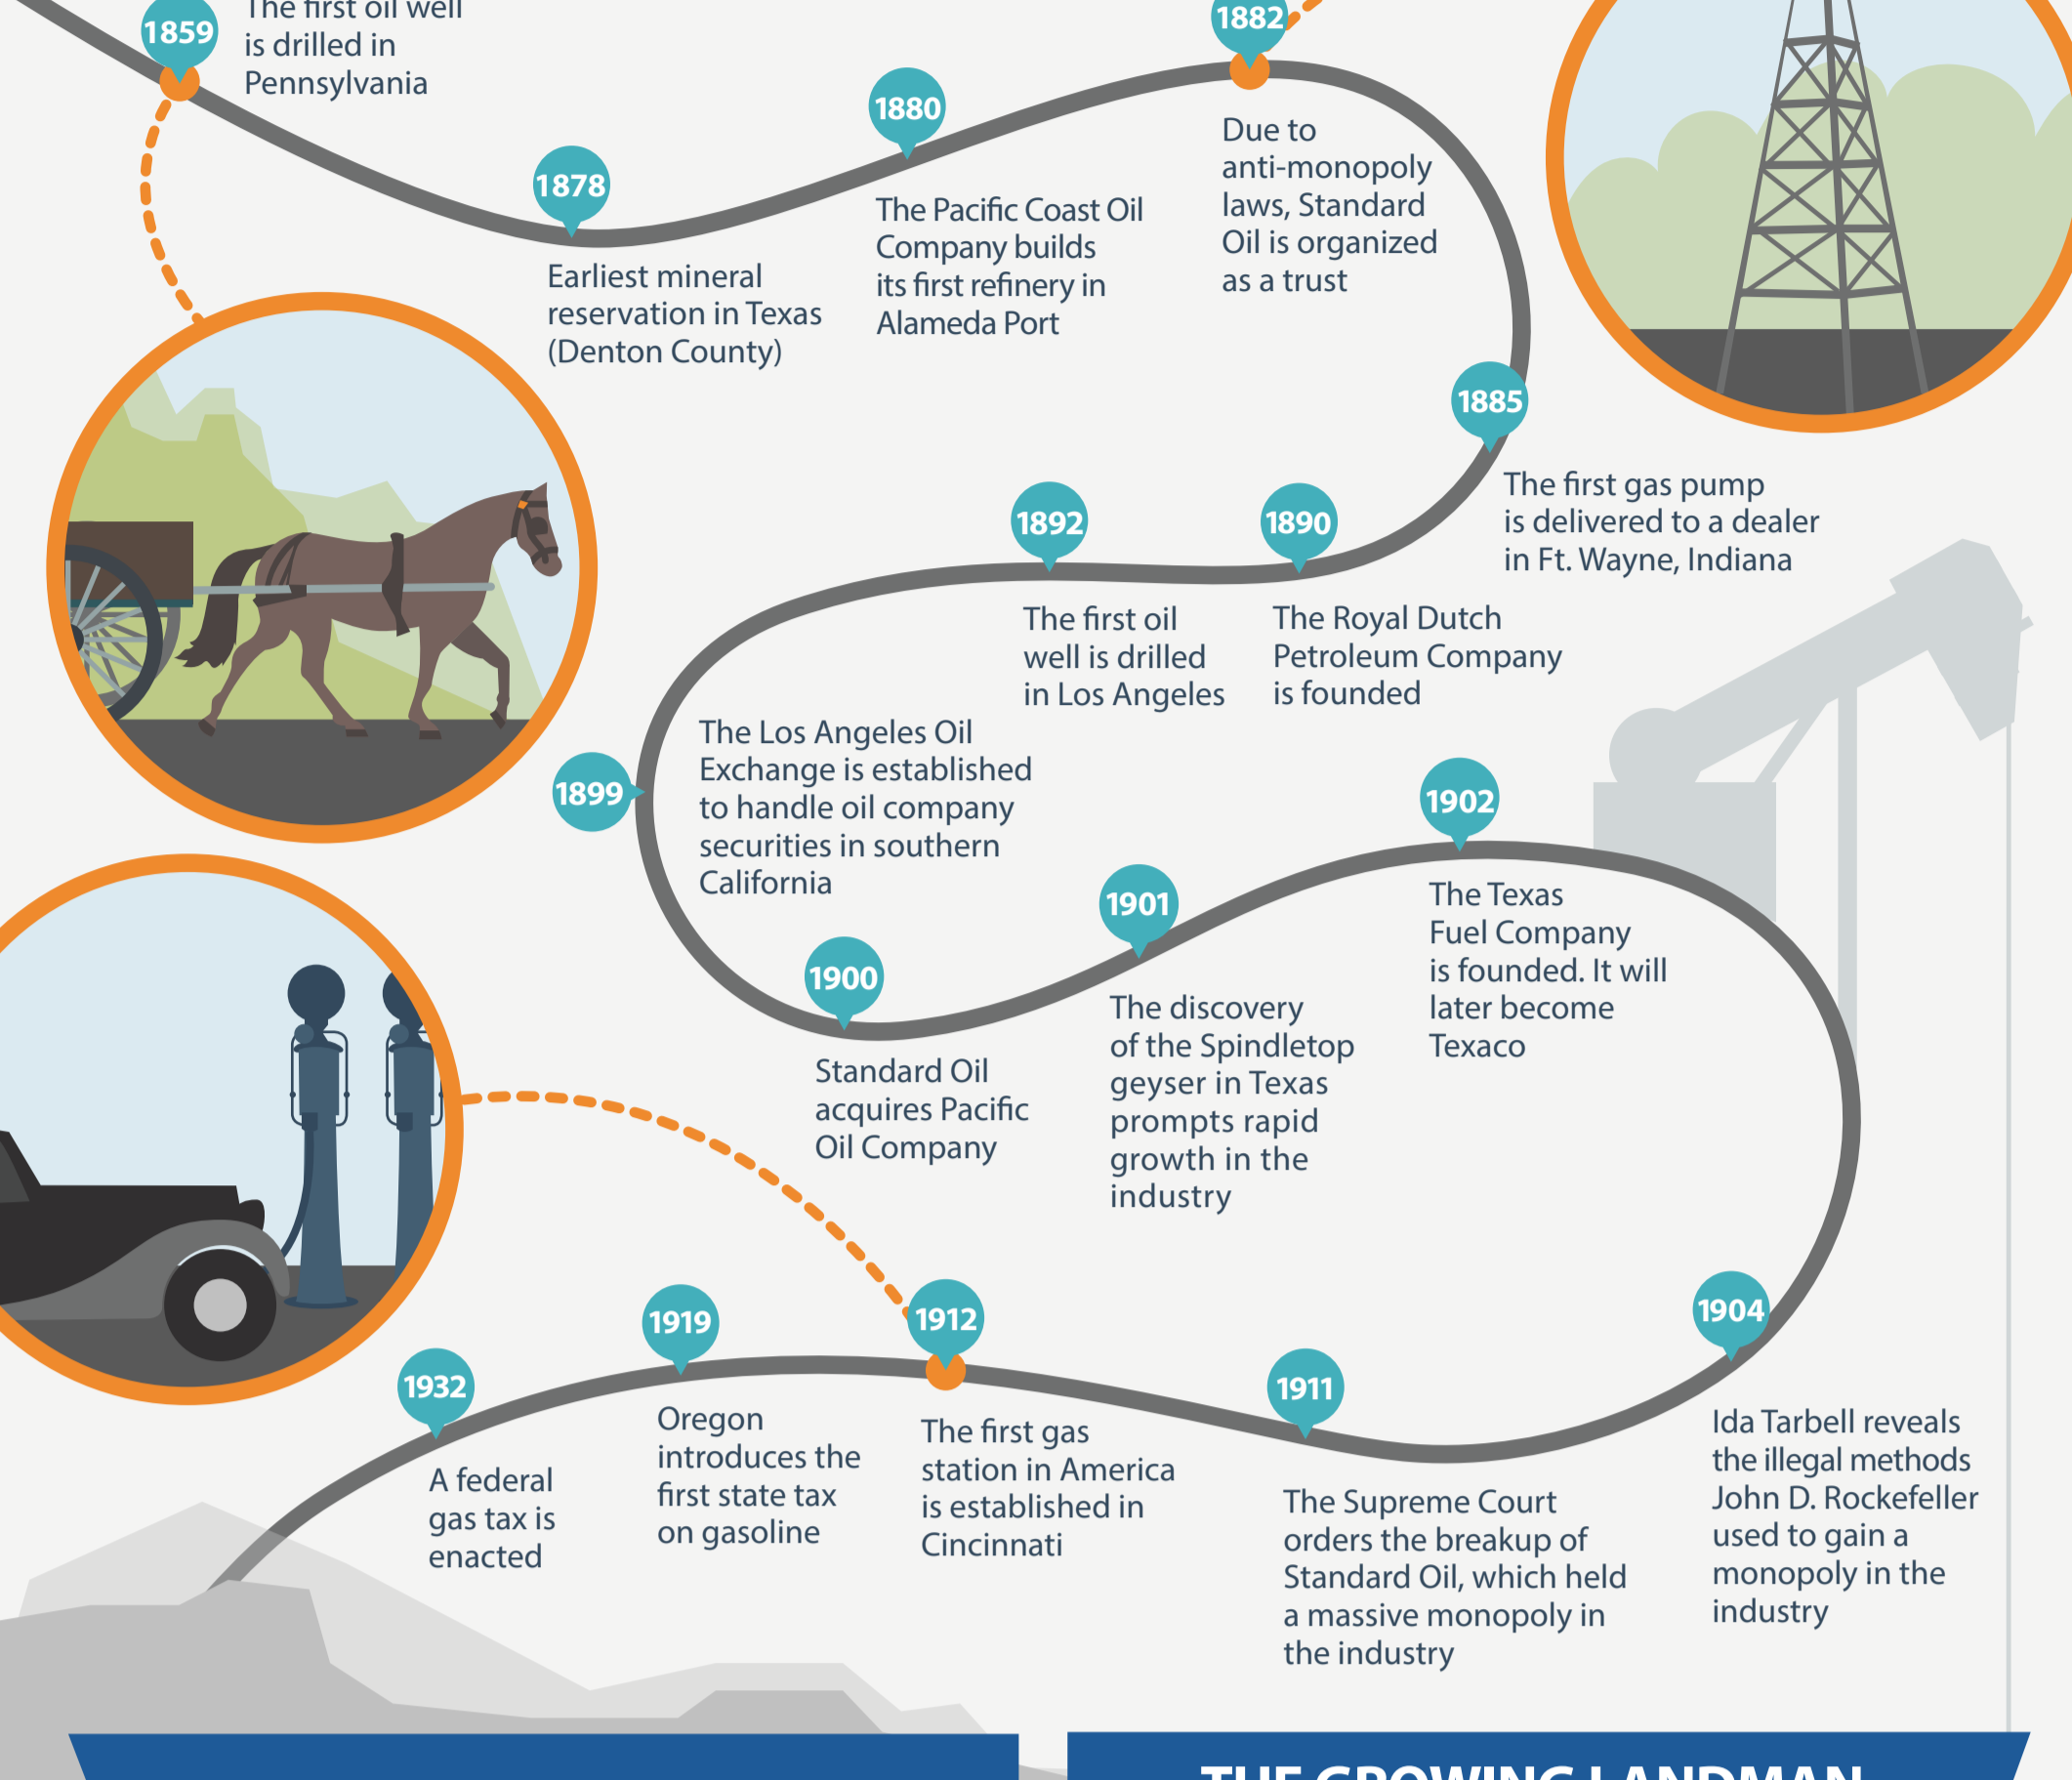 1859
The first oil well
is drilled in
Pennsylvania
1878
Earliest mineral
reservation in Texas
(Denton County)
1880
The Pacific Coast Oil
Company builds
its first refinery in
Alameda Port
1882
Due to
anti-monopoly
laws, Standard
Oil is organized
as a trust
1885
The first gas pump
is delivered to a dealer
in Ft. Wayne, Indiana
1890
The Royal Dutch
Petroleum Company
is founded
1892
The first oil
well is drilled
in Los Angeles
1899
The Los Angeles Oil
Exchange is established
to handle oil company
securities in southern
California
1900
Standard Oil
acquires Pacific
Oil Company
1901
The discovery
of the Spindletop
geyser in Texas
prompts rapid
growth in the
industry
1902
The Texas
Fuel Company
is founded. It will
later become
Texaco
1904
Ida Tarbell reveals
the illegal methods
John D. Rockefeller
used to gain a
monopoly in the
industry
1911
The Supreme Court
orders the breakup of
Standard Oil, which held
a massive monopoly in
the industry
1912
The first gas
station in America
is established in
Cincinnati
1919
Oregon
introduces the
first state tax
on gasoline
1932
A federal
gas tax is
enacted
THE GROWING LANDMAN